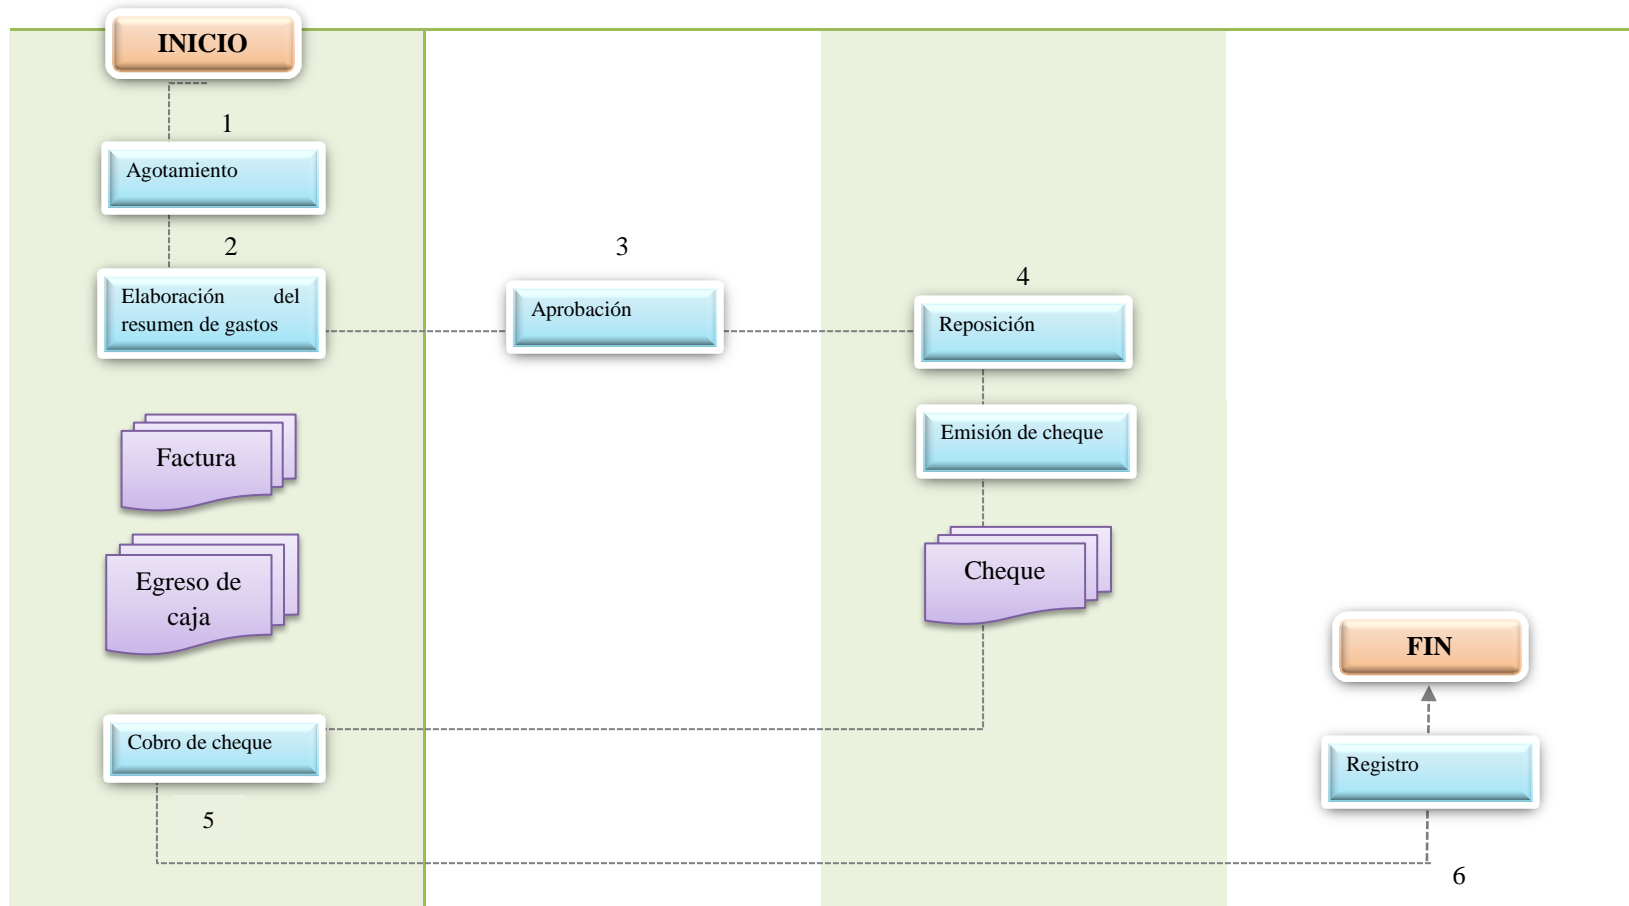 INICIO
1
Agotamiento
2
Elaboración del
resumen de gastos
3
Aprobación
4
Reposición
Emisión de cheque
Factura
Cheque
Egreso de
caja
FIN
Cobro de cheque
Registro
5
6